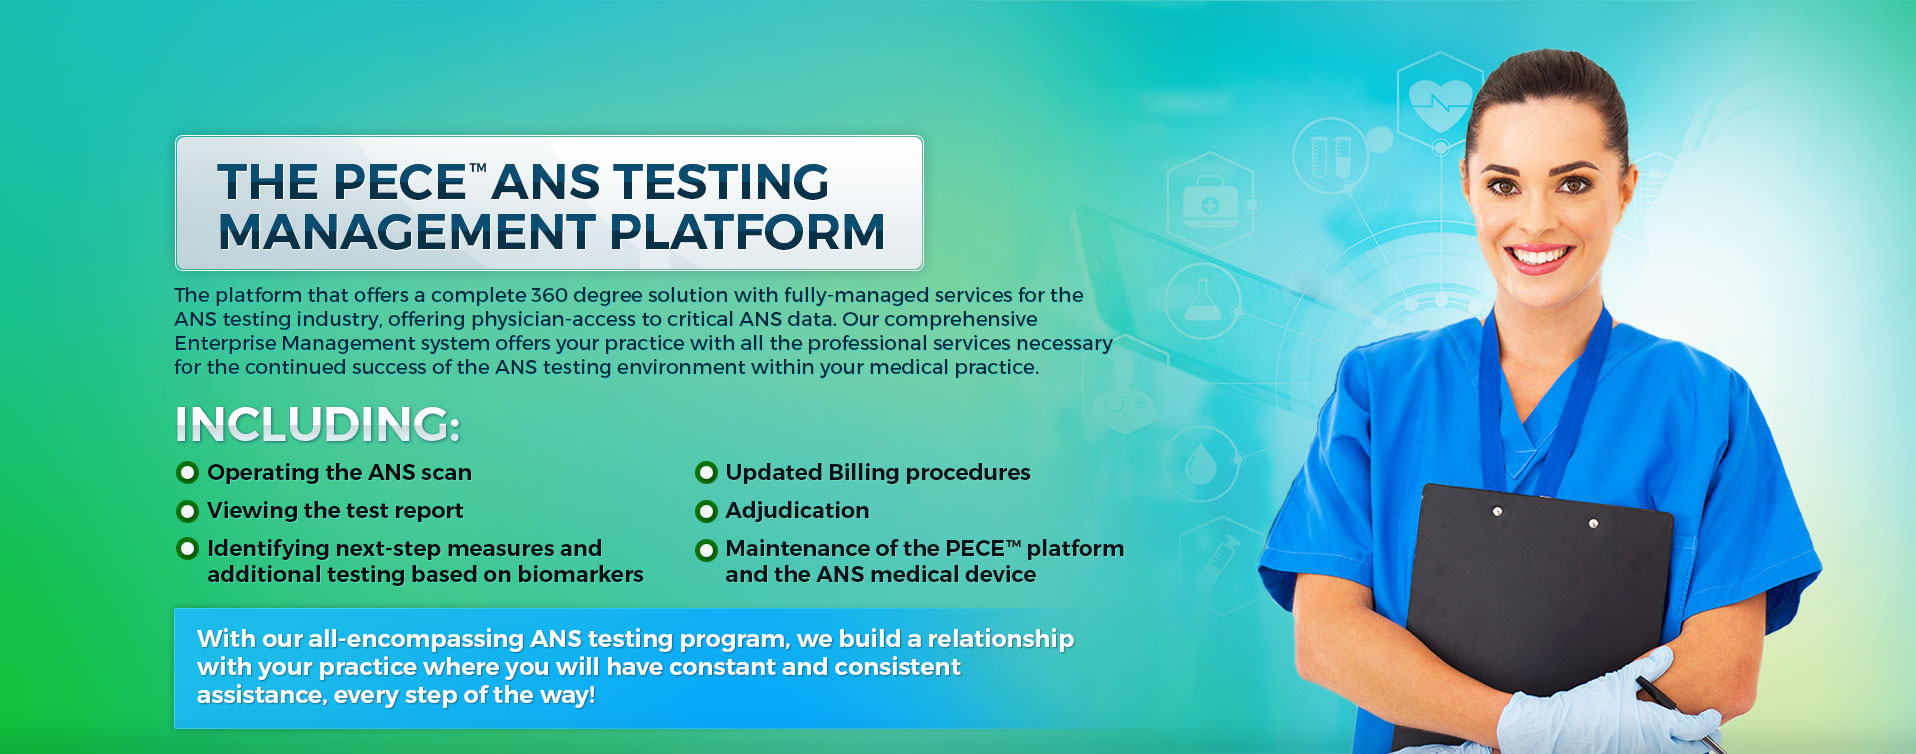 THE PECE™ ANS TESTING
MANAGEMENT PLATFORM
The platform that offers a complete 360 degree solution with fully-managed services for the
ANS testing industry, offering physician-access to critical ANS data. Our comprehensive
Enterprise Management system offers your practice with all the professional services necessary
for the continued success of the ANS testing environment within your medical practice.
INCLUDING:
Operating the ANS scan
Viewing the test report
Identifying next-step measures and
additional testing based on biomarkers
Updated Billing procedures
Adjudication
Maintenance of the PECE™ platform
and the ANS medical device
With our all-encompassing ANS testing program, we build a relationship
with your practice where you will have constant and consistent
assistance, every step of the way!